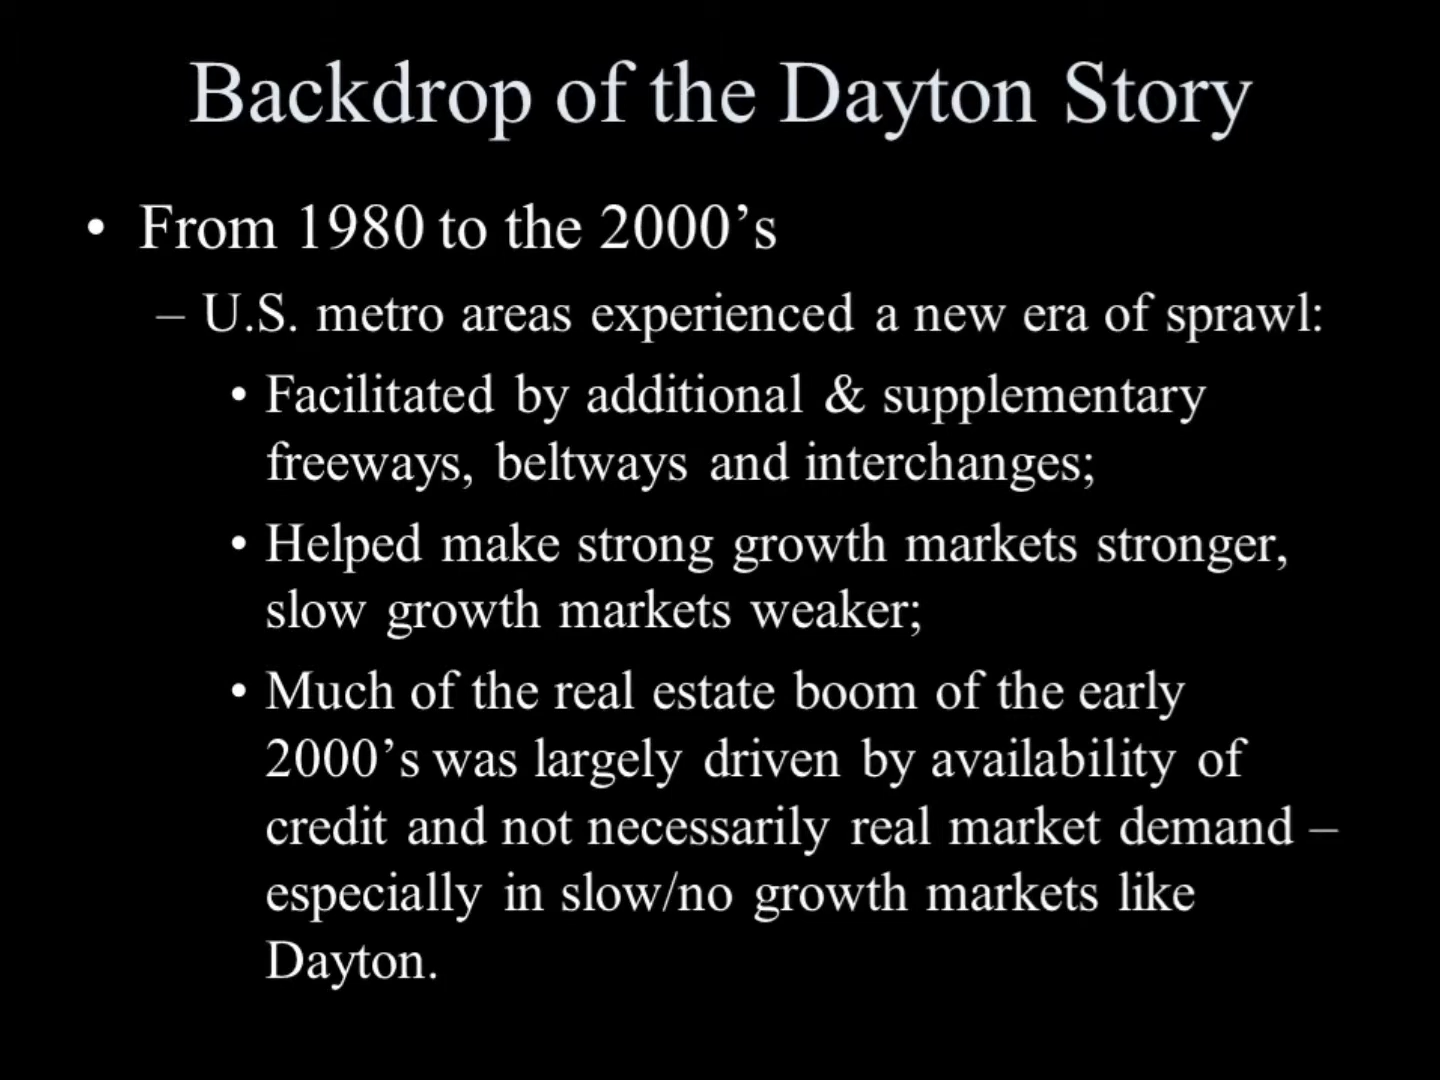 Backdrop of the Dayton Story
• From 1980 to the 2000’s
– U.S. metro areas experienced a new era of sprawl:
• Facilitated by additional & supplementary
freeways, beltways and interchanges;
• Helped make strong growth markets stronger,
slow growth markets weaker;
• Much of the real estate boom of the early
2000’s was largely driven by availability of
credit and not necessarily real market demand –
especially in slow/no growth markets like
Dayton.